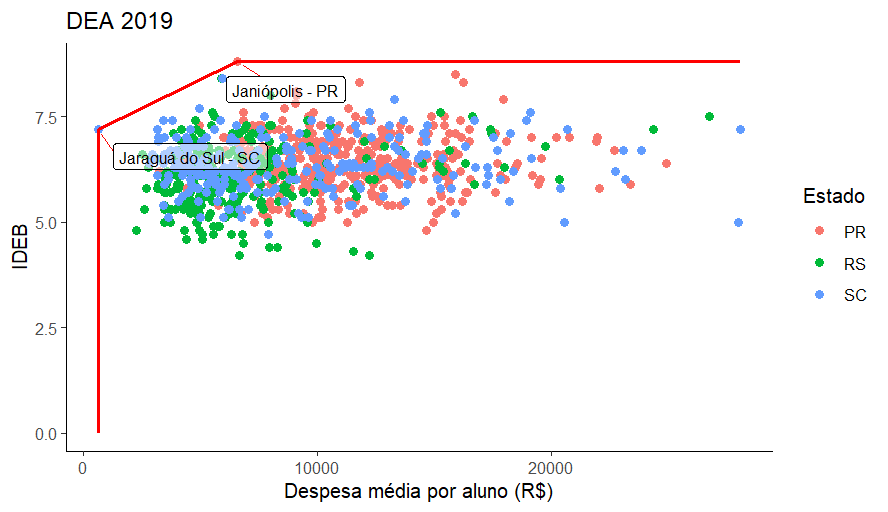 DEA 2019
Janiópolis - PR
Jaraguá do Sul - SC
7.5
5.0
2.5
0.0
IDEB
0
10000
20000
Despesa média por aluno (R$)
Estado
PR
RS
SC